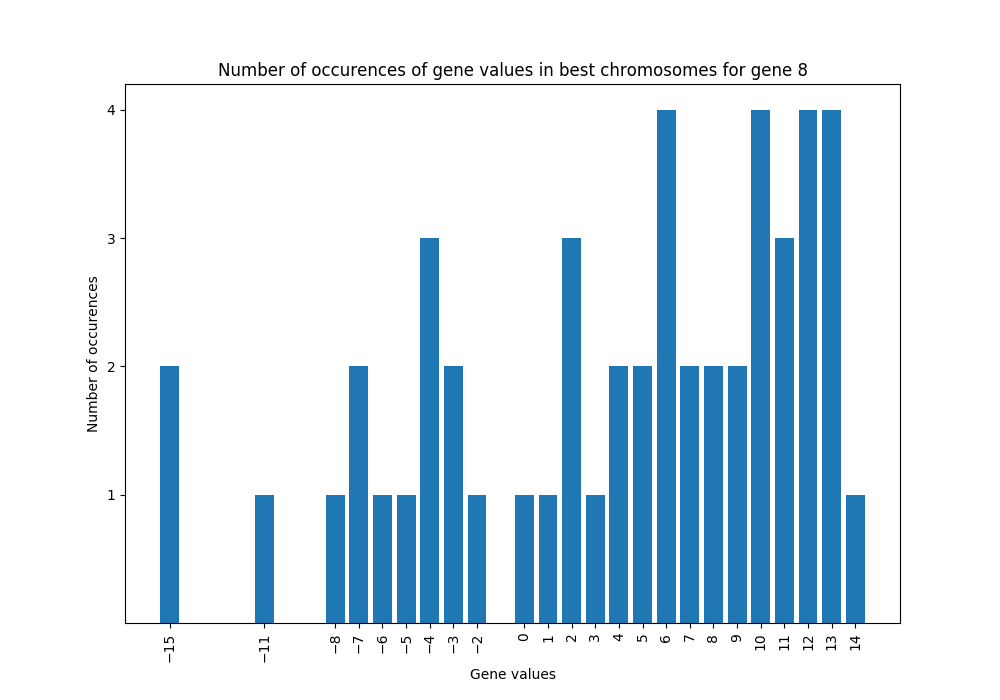 Number of occurences of gene values in best chromosomes for gene 8
4
3
2
1
Number of occurences
−15 −11 −8 −7 −6 −5 −4 −3 −2 0 1 2 3 4 5 6 7 8 9 10 11 12 13 14
Gene values